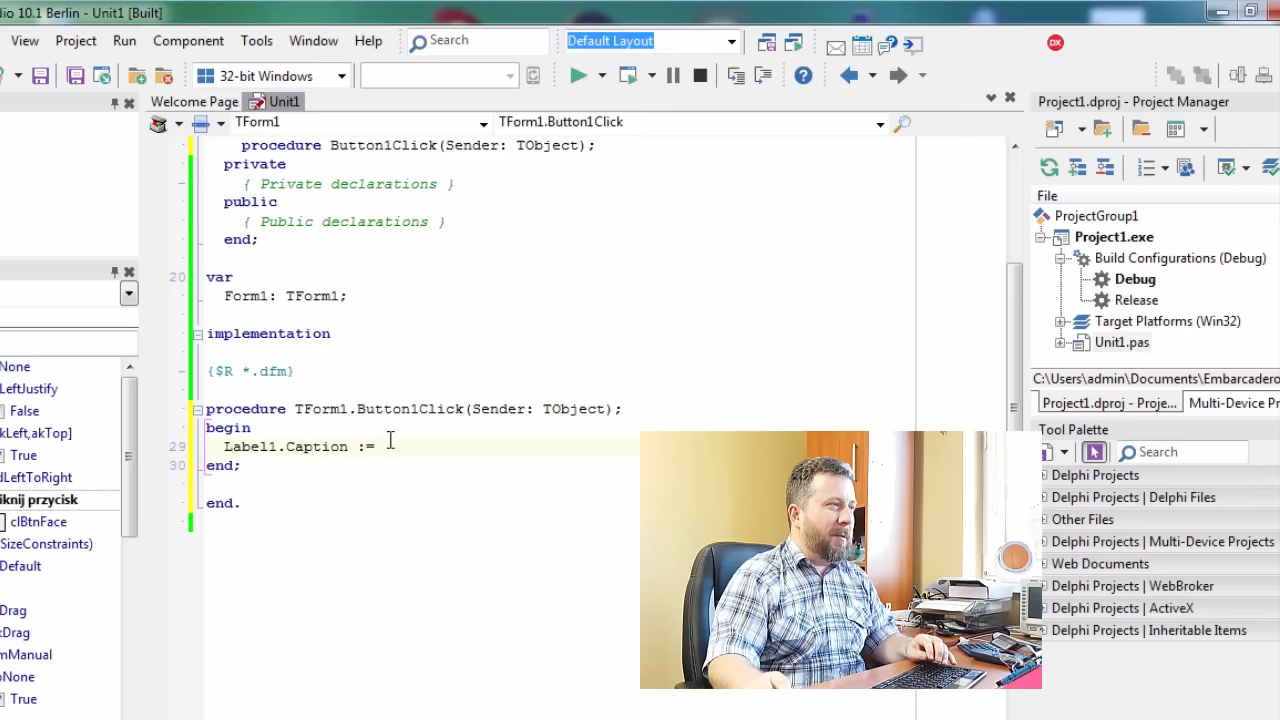 dio 10.1 Berlin - Unit1 [Built]
View Project Run Component Tools Window Help Search Default Layout
DX
32-bit Windows
Welcome Page Unit1
TForm1 TForm1.Button1Click
procedure Button1Click(Sender: TObject);
private
{ Private declarations }
public
{ Public declarations }
end;
20 var
Form1: TForm1;
implementation
{$R *.dfm}
procedure TForm1.Button1Click(Sender: TObject);
begin
29 Label1.Caption :=
30 end;
end.
None
LeftJustify
False
kLeft,akTop]
True
dLeftToRight
iknij przycisk
clBtnFace
SizeConstraints)
Default
Drag
kDrag
mManual
pNone
True
Project1.dproj - Project Manager
File
ProjectGroup1
Project1.exe
Build Configurations (Debug)
Debug
Release
Target Platforms (Win32)
Unit1.pas
C:\Users\admin\Documents\Embarcadero
Project1.dproj - Proje... Multi-Device Pr
Tool Palette
Search
Delphi Projects
Delphi Projects | Delphi Files
Other Files
Delphi Projects | Multi-Device Projects
Web Documents
Delphi Projects | WebBroker
Delphi Projects | ActiveX
Delphi Projects | Inheritable Items